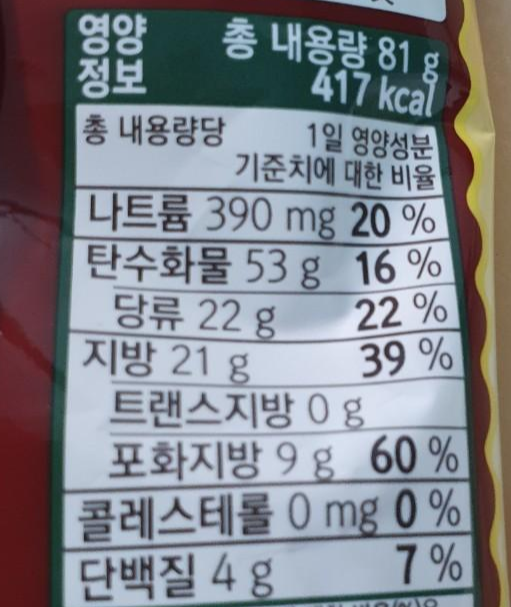 영양 총 내용량 81 g
정보 417 kcal
총 내용량당 1일 영양성분
기준치에 대한 비율
나트륨 390 mg 20 %
탄수화물 53 g 16 %
당류 22 g 22 %
지방 21 g 39 %
트랜스지방 0 g
포화지방 9 g 60 %
콜레스테롤 0 mg 0 %
단백질 4 g 7 %